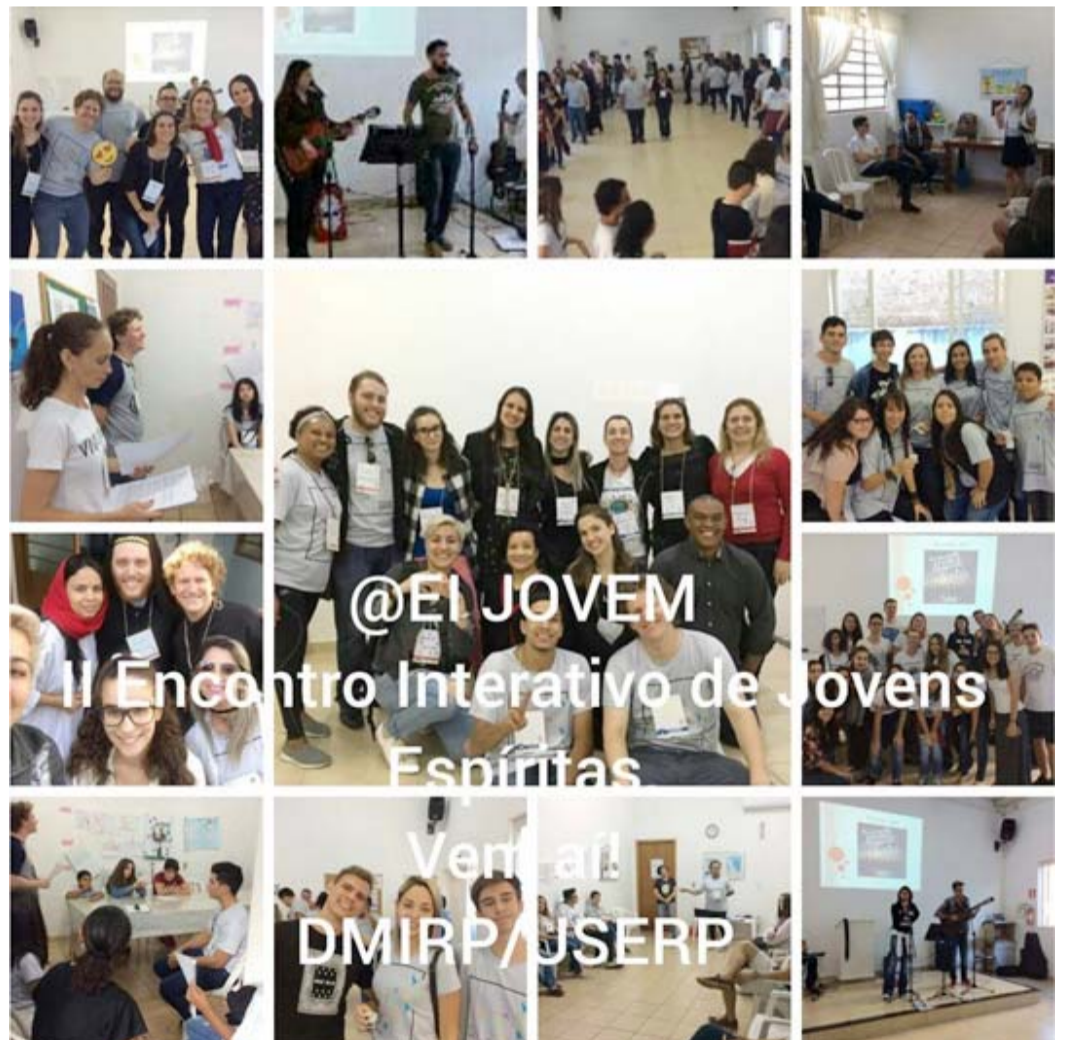 @EI JOVEM
II Encontro Interativo de Jovens
Espíritas.
Vem aí!
DMIRP/USERP